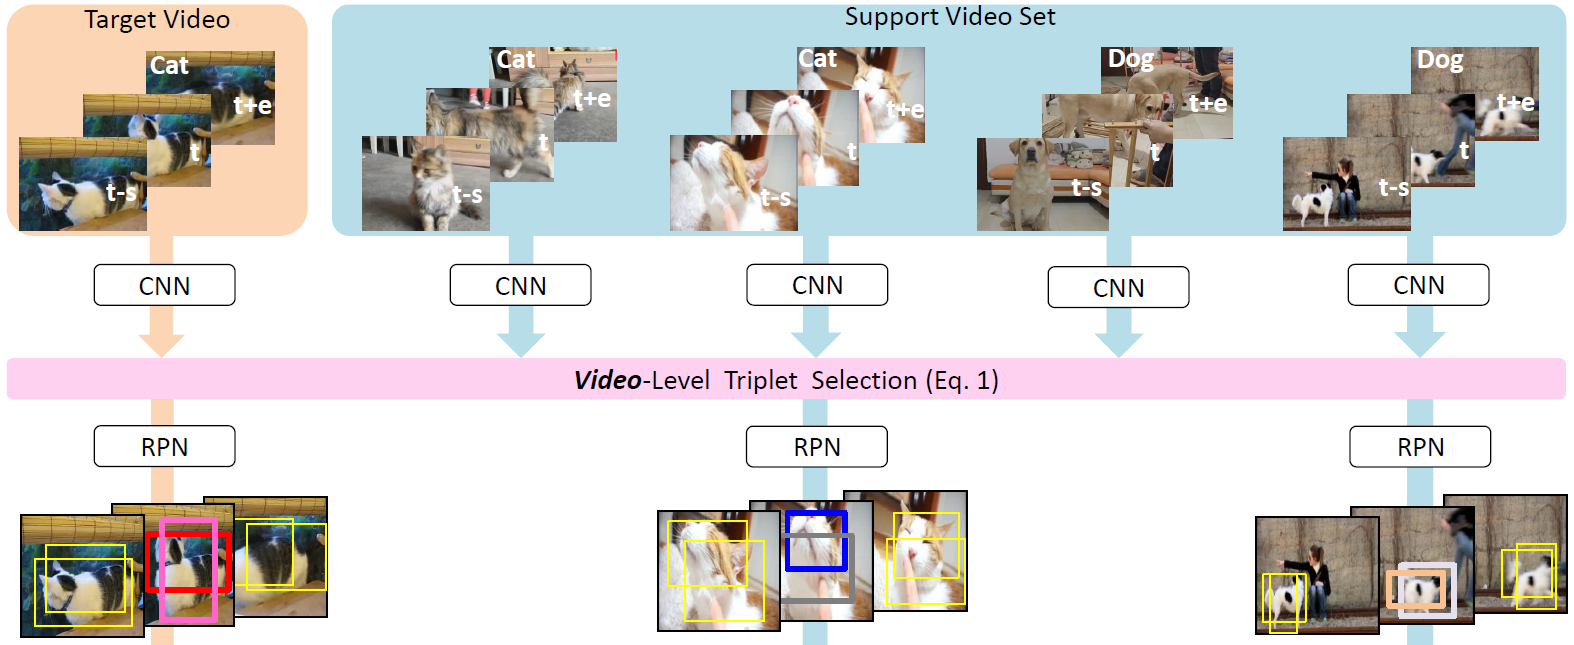 Target Video
Support Video Set
Cat
t+e
t
t-s
Cat
t+e
t
t-s
Cat
t+e
t
t-s
Dog
t+e
t
t-s
Dog
t+e
t
t-s
CNN
CNN
CNN
CNN
CNN
Video-Level Triplet Selection (Eq. 1)
RPN
RPN
RPN